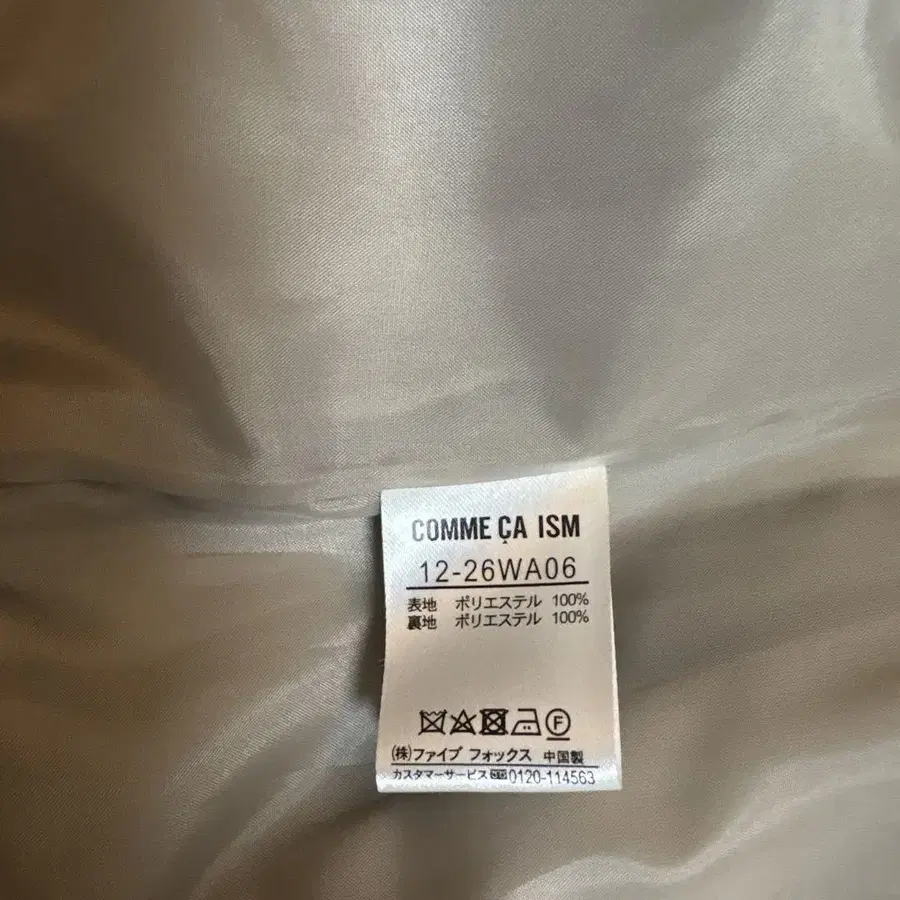 COMME ÇA ISM
12-26WA06
表地 ポリエステル 100%
裏地 ポリエステル 100%
F
(株)ファイブ フォックス 中国製
カスタマーサービス 0120-114563